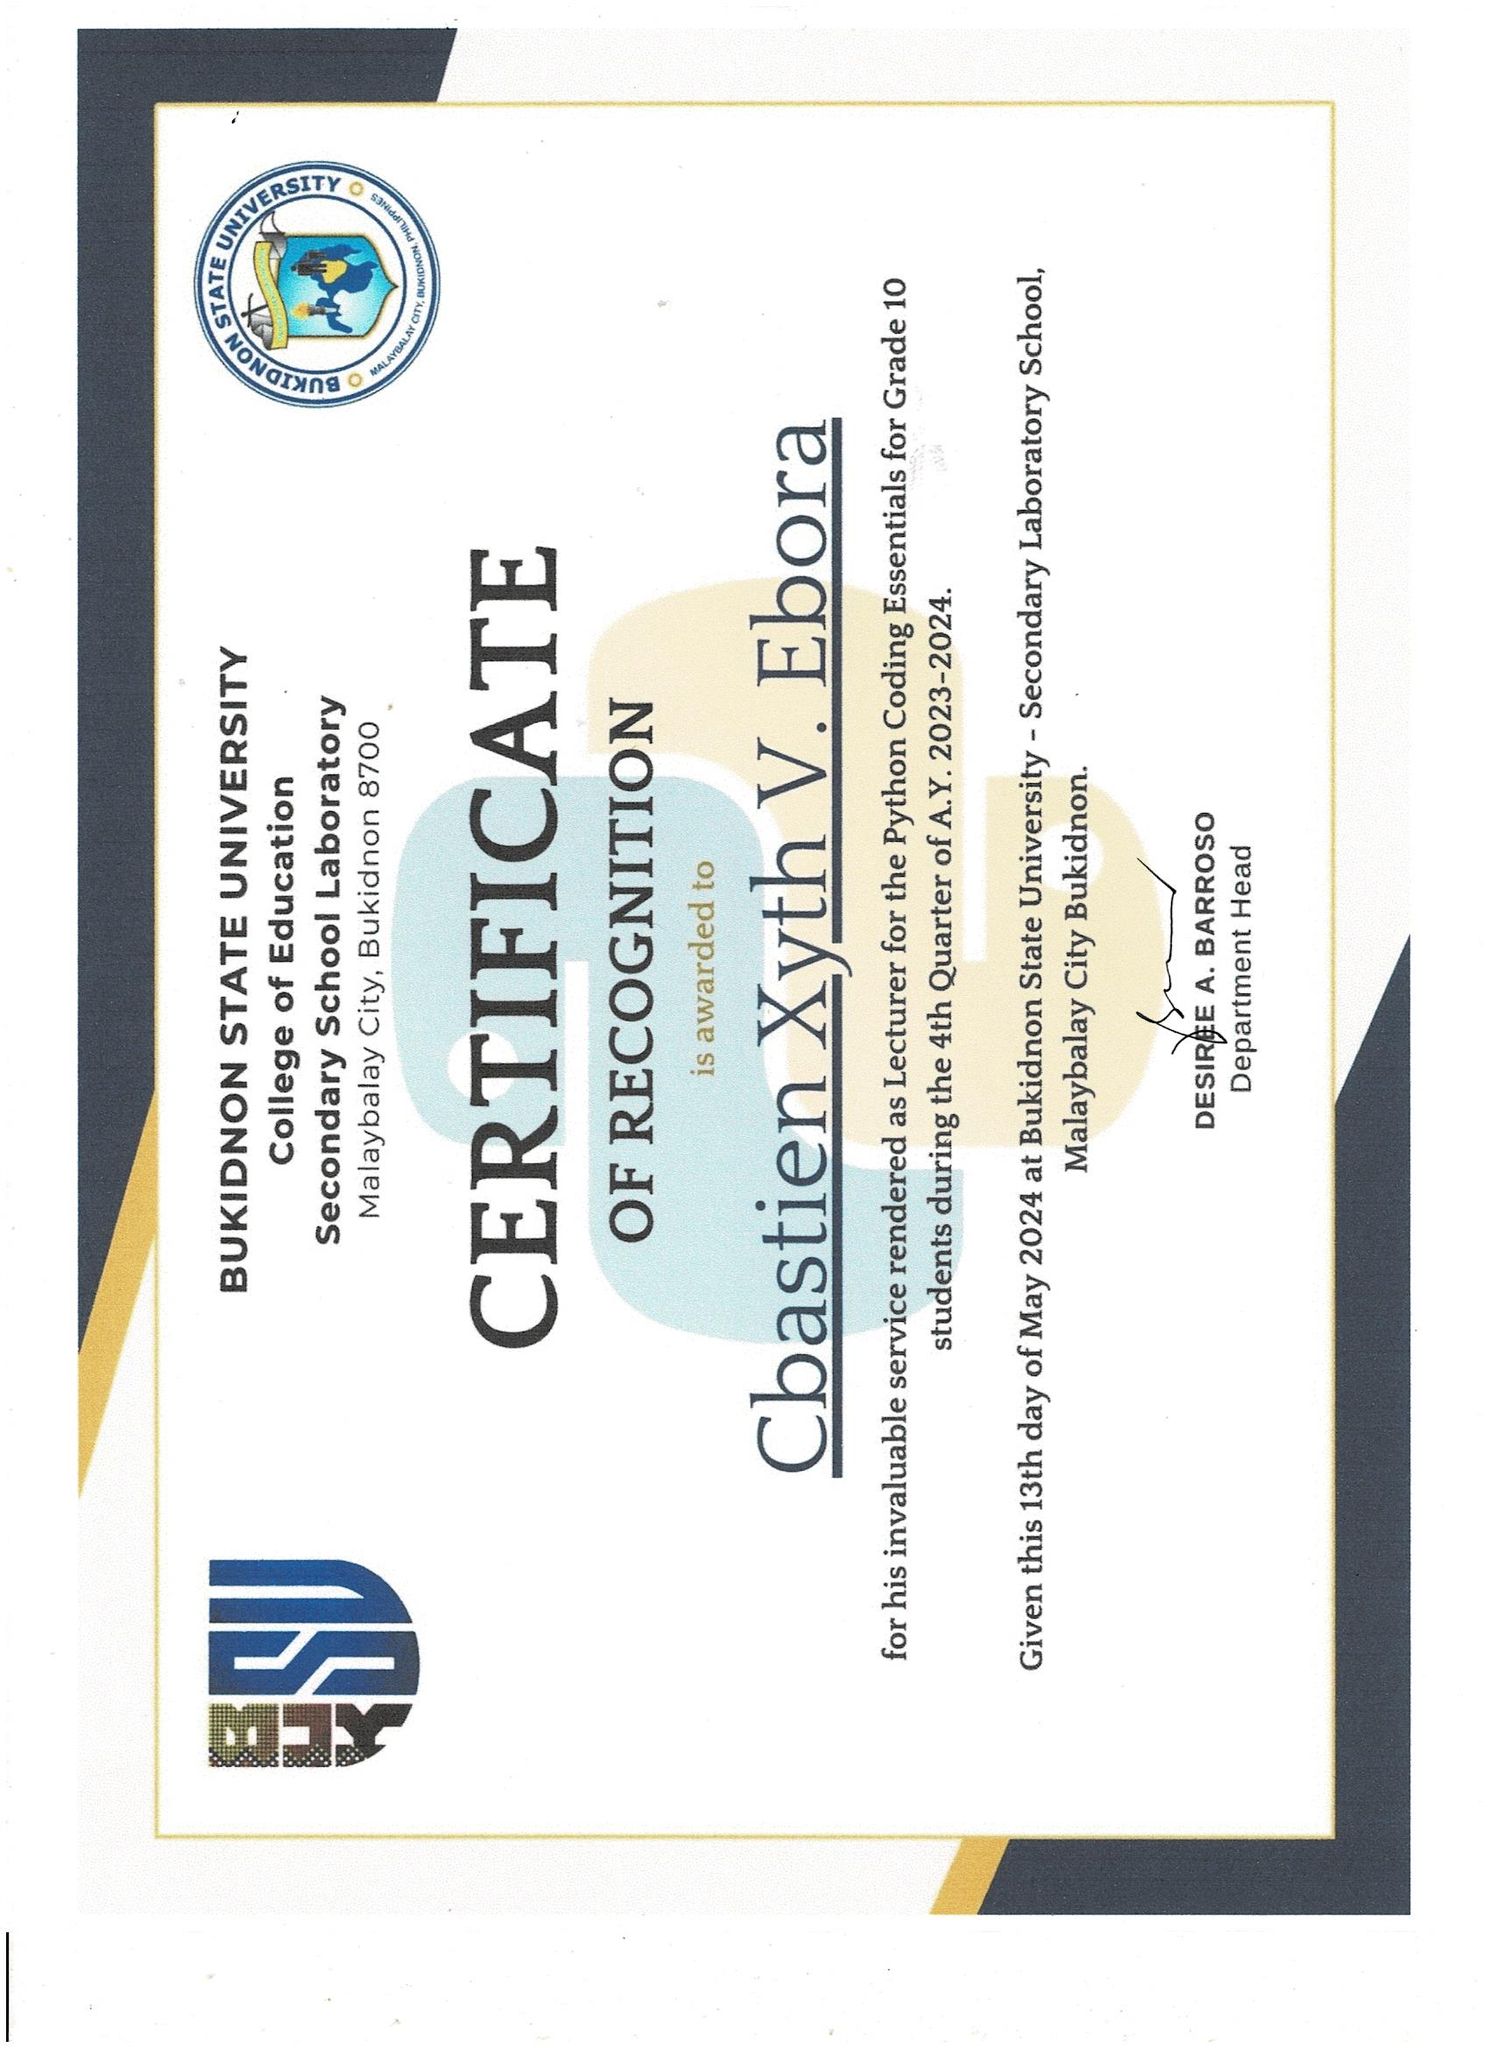 BUKSU
BUKIDNON STATE UNIVERSITY
College of Education
Secondary School Laboratory
Malaybalay City, Bukidnon 8700
BUKIDNON STATE UNIVERSITY
MALAYBALAY CITY, BUKIDNON, PHILIPPINES
CERTIFICATE
OF RECOGNITION
is awarded to
Cbastien Xyth V. Ebora
for his invaluable service rendered as Lecturer for the Python Coding Essentials for Grade 10
students during the 4th Quarter of A.Y. 2023-2024.
Given this 13th day of May 2024 at Bukidnon State University - Secondary Laboratory School,
Malaybalay City Bukidnon.
DESIREE A. BARROSO
Department Head